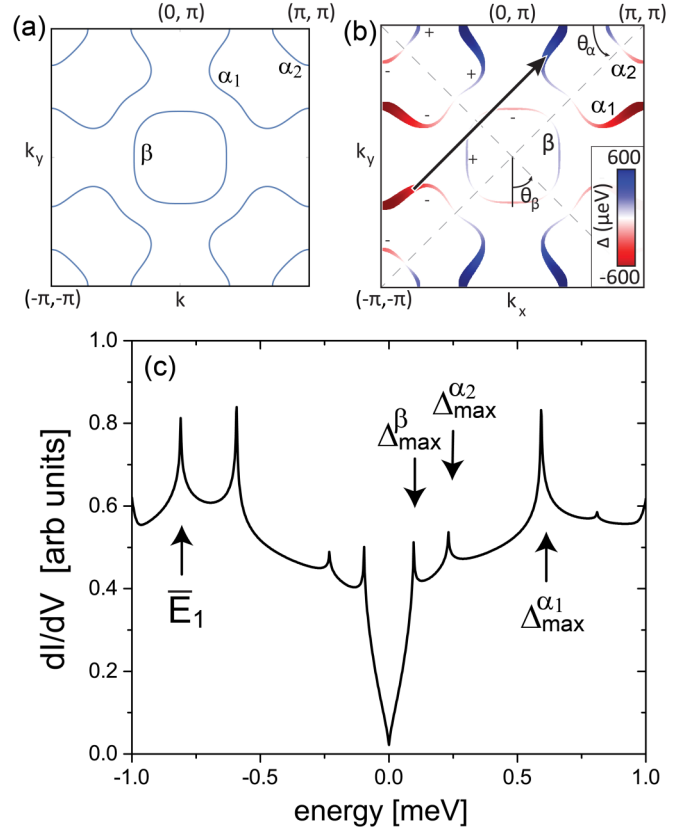 (a)
(0, π)
(π, π)
α1
α2
β
ky
(-π,-π)
k
(b)
(0, π)
(π, π)
+
-
θα
α2
+
-
α1
-
β
+
ky
θβ
-
-
-
+
+
600
Δ (µeV)
-600
(-π,-π)
kx
(c)
1.0
0.8
0.6
0.4
0.2
0.0
dI/dV [arb units]
Δβmax
Δα2max
E̅1
Δα1max
-1.0
-0.5
0.0
0.5
1.0
energy [meV]